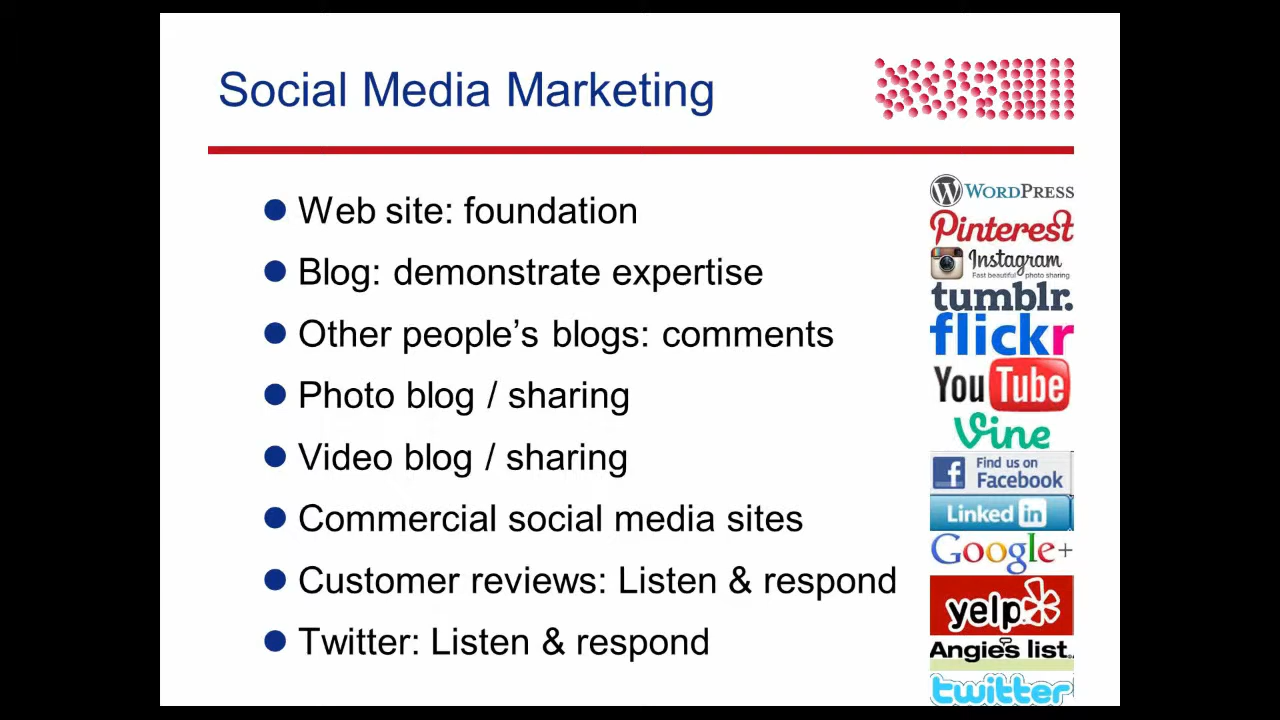 Social Media Marketing
Web site: foundation
Blog: demonstrate expertise
Other people’s blogs: comments
Photo blog / sharing
Video blog / sharing
Commercial social media sites
Customer reviews: Listen & respond
Twitter: Listen & respond
WORDPRESS
Pinterest
Instagram
Fast beautiful photo sharing
tumblr.
flickr
YouTube
Vine
Find us on
Facebook
Linked in
Google+
yelp
Angie's list.
twitter